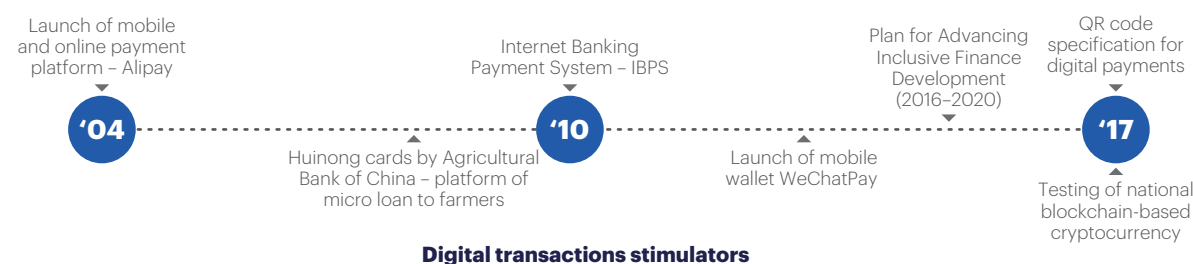 Launch of mobile
and online payment
platform – Alipay
Internet Banking
Payment System – IBPS
Plan for Advancing
Inclusive Finance
Development
(2016–2020)
QR code
specification for
digital payments
‘04
‘10
‘17
Huinong cards by Agricultural
Bank of China – platform of
micro loan to farmers
Launch of mobile
wallet WeChatPay
Testing of national
blockchain-based
cryptocurrency
Digital transactions stimulators